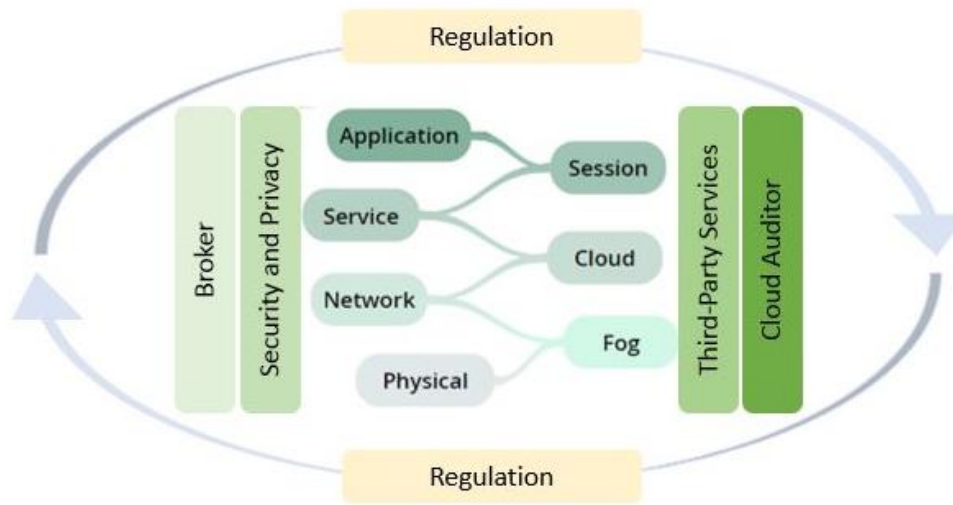 Regulation
Broker
Security and Privacy
Application
Session
Service
Cloud
Network
Fog
Physical
Third-Party Services
Cloud Auditor
Regulation